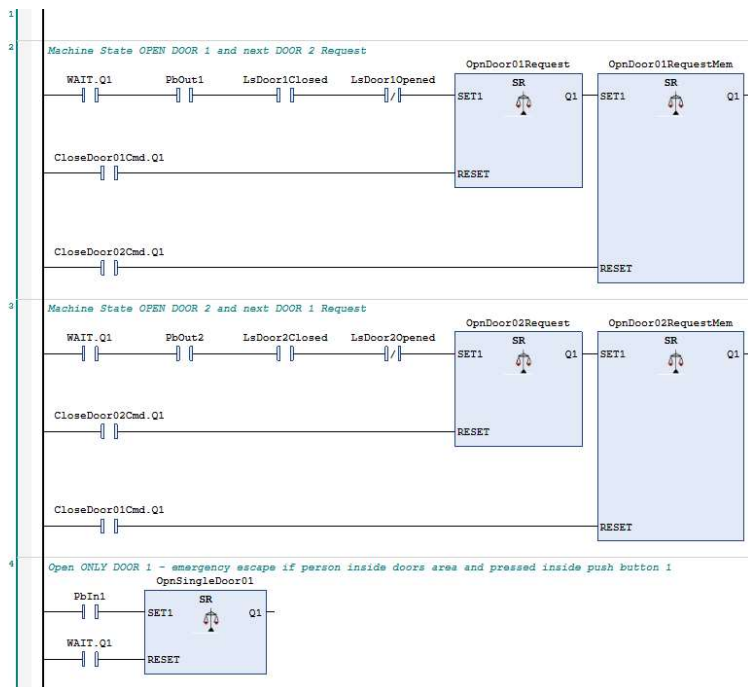 1
2
Machine State OPEN DOOR 1 and next DOOR 2 Request
OpnDoor01Request OpnDoor01RequestMem
WAIT.Q1 PbOut1 LsDoor1Closed LsDoor1Opened SR SR
SET1 Q1 SET1 Q1
CloseDoor01Cmd.Q1
RESET
CloseDoor02Cmd.Q1
RESET
3
Machine State OPEN DOOR 2 and next DOOR 1 Request
OpnDoor02Request OpnDoor02RequestMem
WAIT.Q1 PbOut2 LsDoor2Closed LsDoor2Opened SR SR
SET1 Q1 SET1 Q1
CloseDoor02Cmd.Q1
RESET
CloseDoor01Cmd.Q1
RESET
4
Open ONLY DOOR 1 - emergency escape if person inside doors area and pressed inside push button 1
OpnSingleDoor01
PbIn1 SR
SET1 Q1
WAIT.Q1
RESET